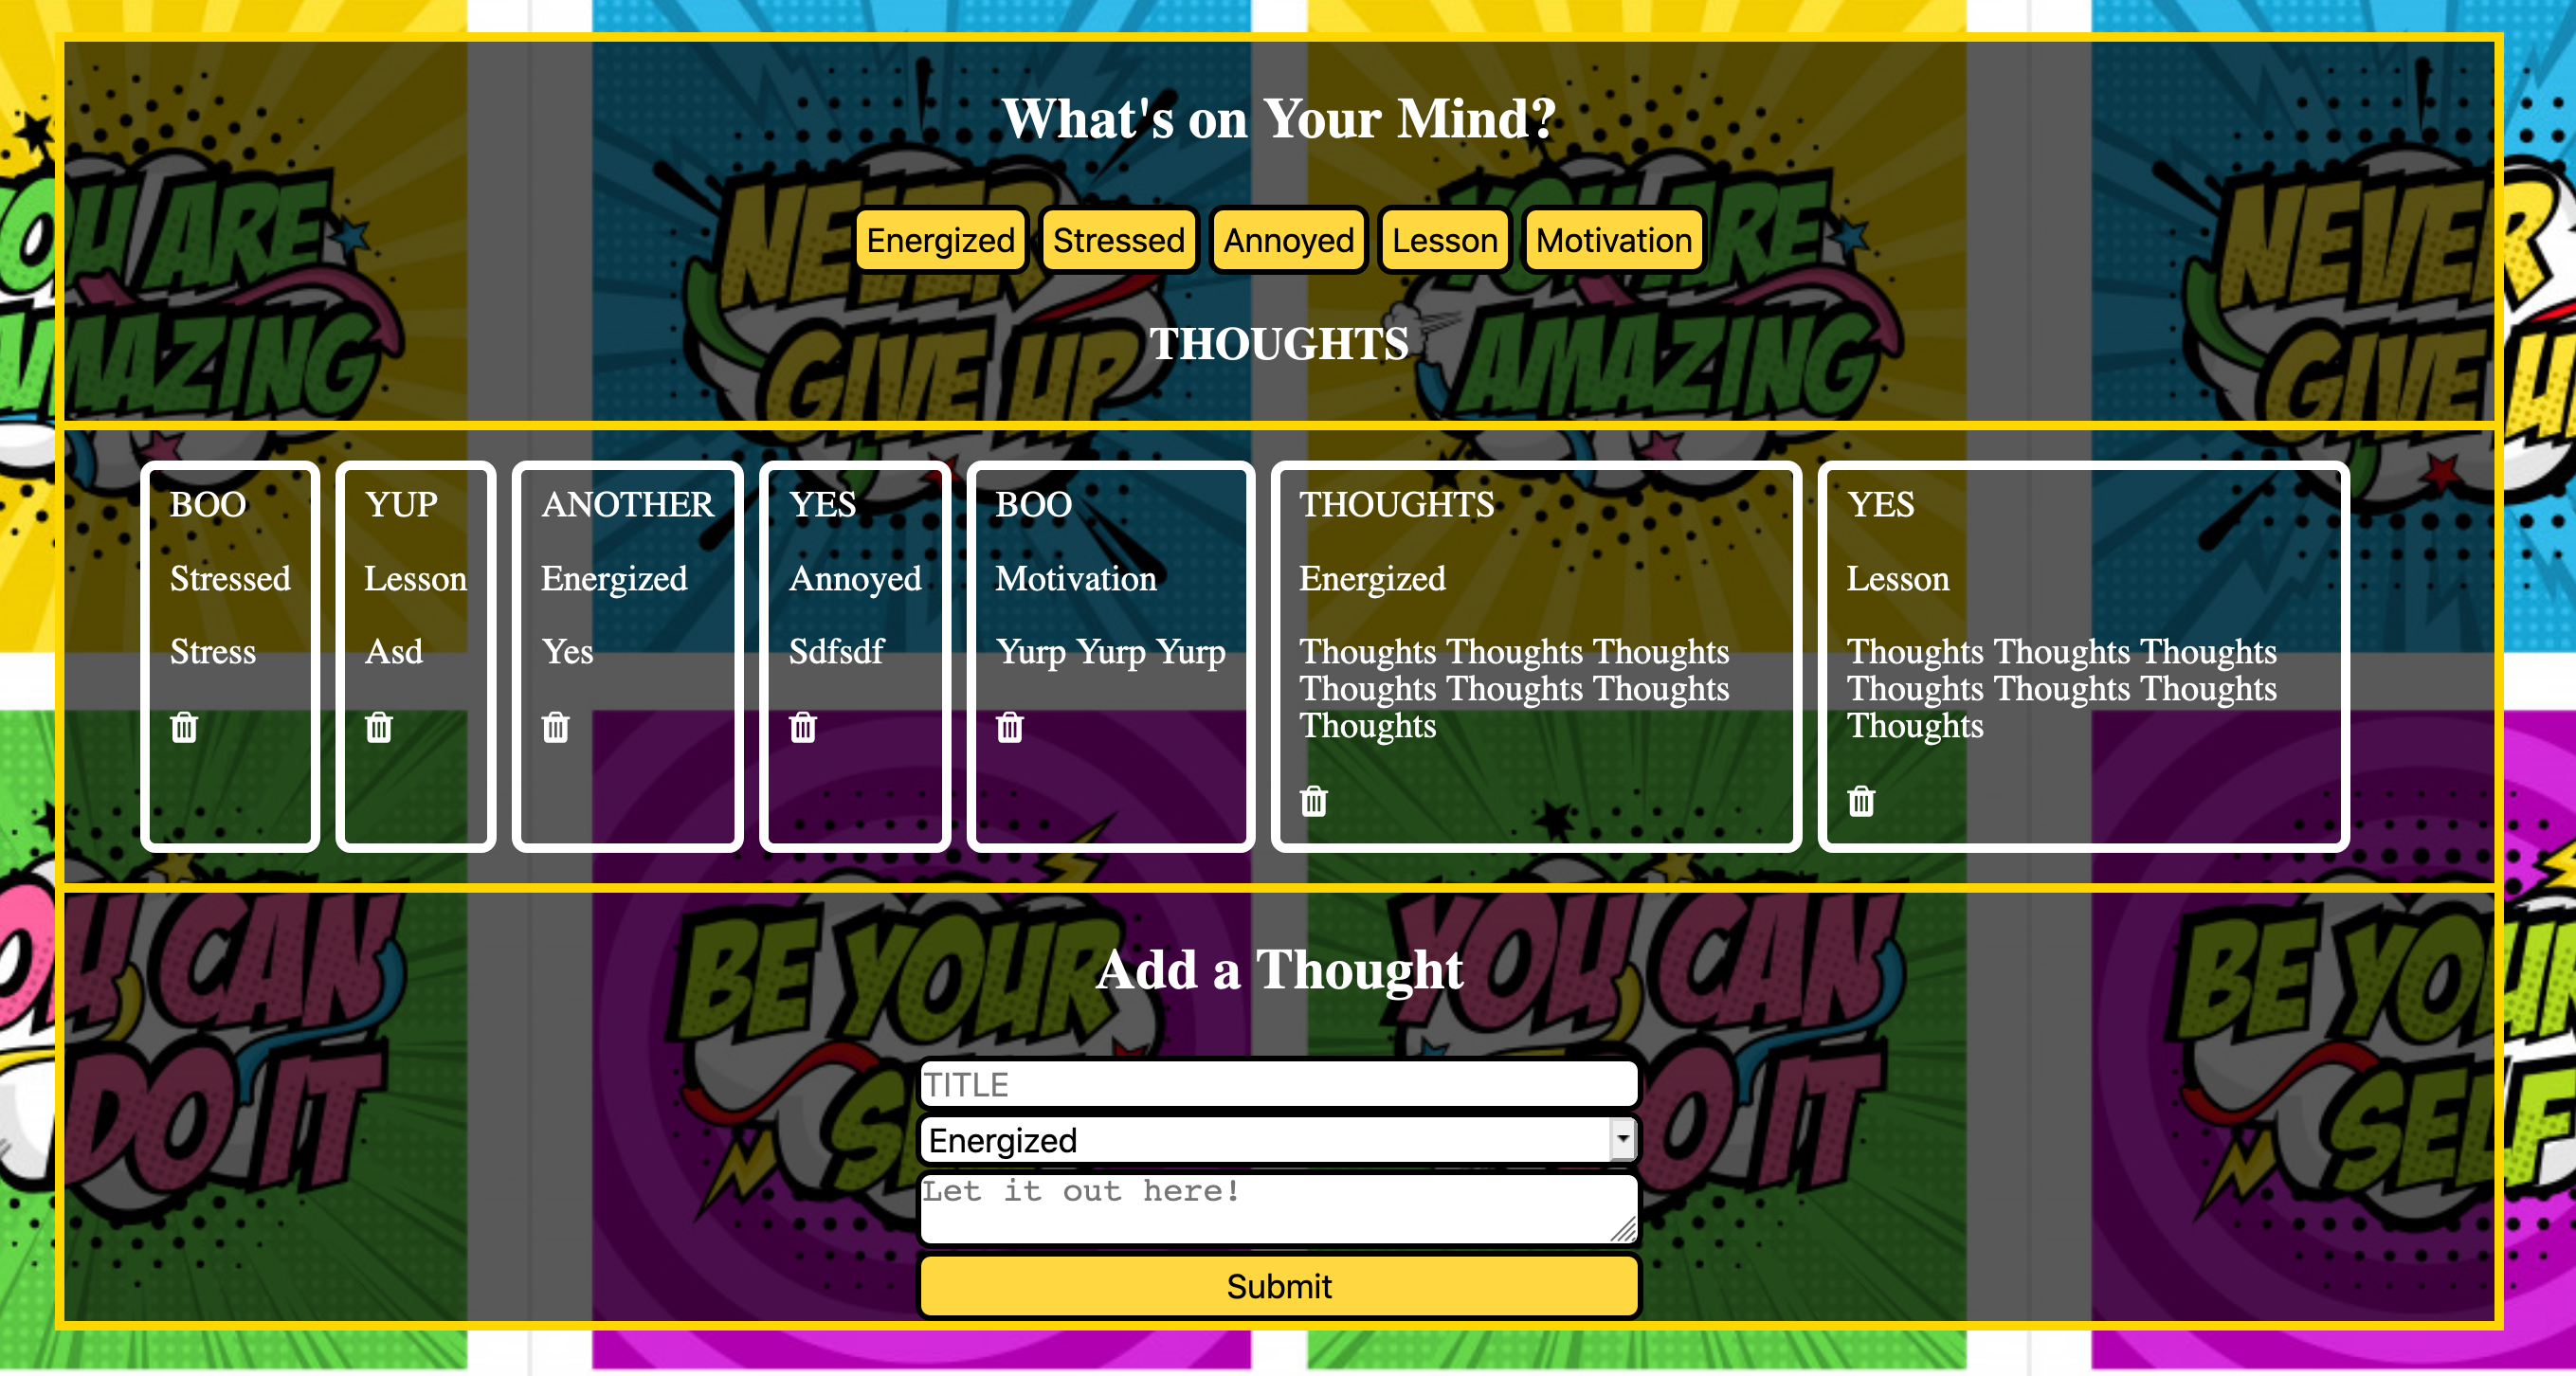 What's on Your Mind?
Energized Stressed Annoyed Lesson Motivation
THOUGHTS
BOO
Stressed
Stress
YUP
Lesson
Asd
ANOTHER
Energized
Yes
YES
Annoyed
Sdfsdf
BOO
Motivation
Yurp Yurp Yurp
THOUGHTS
Energized
Thoughts Thoughts Thoughts
Thoughts Thoughts Thoughts
Thoughts
YES
Lesson
Thoughts Thoughts Thoughts
Thoughts Thoughts Thoughts
Thoughts
Add a Thought
TITLE
Energized
Let it out here!
Submit
YOU ARE
AMAZING
NEVER
GIVE UP
YOU ARE
AMAZING
NEVER
GIVE U
OU CAN
DO IT
BE YOUR
S
YOU CAN
O IT
BE YOUR
SELF